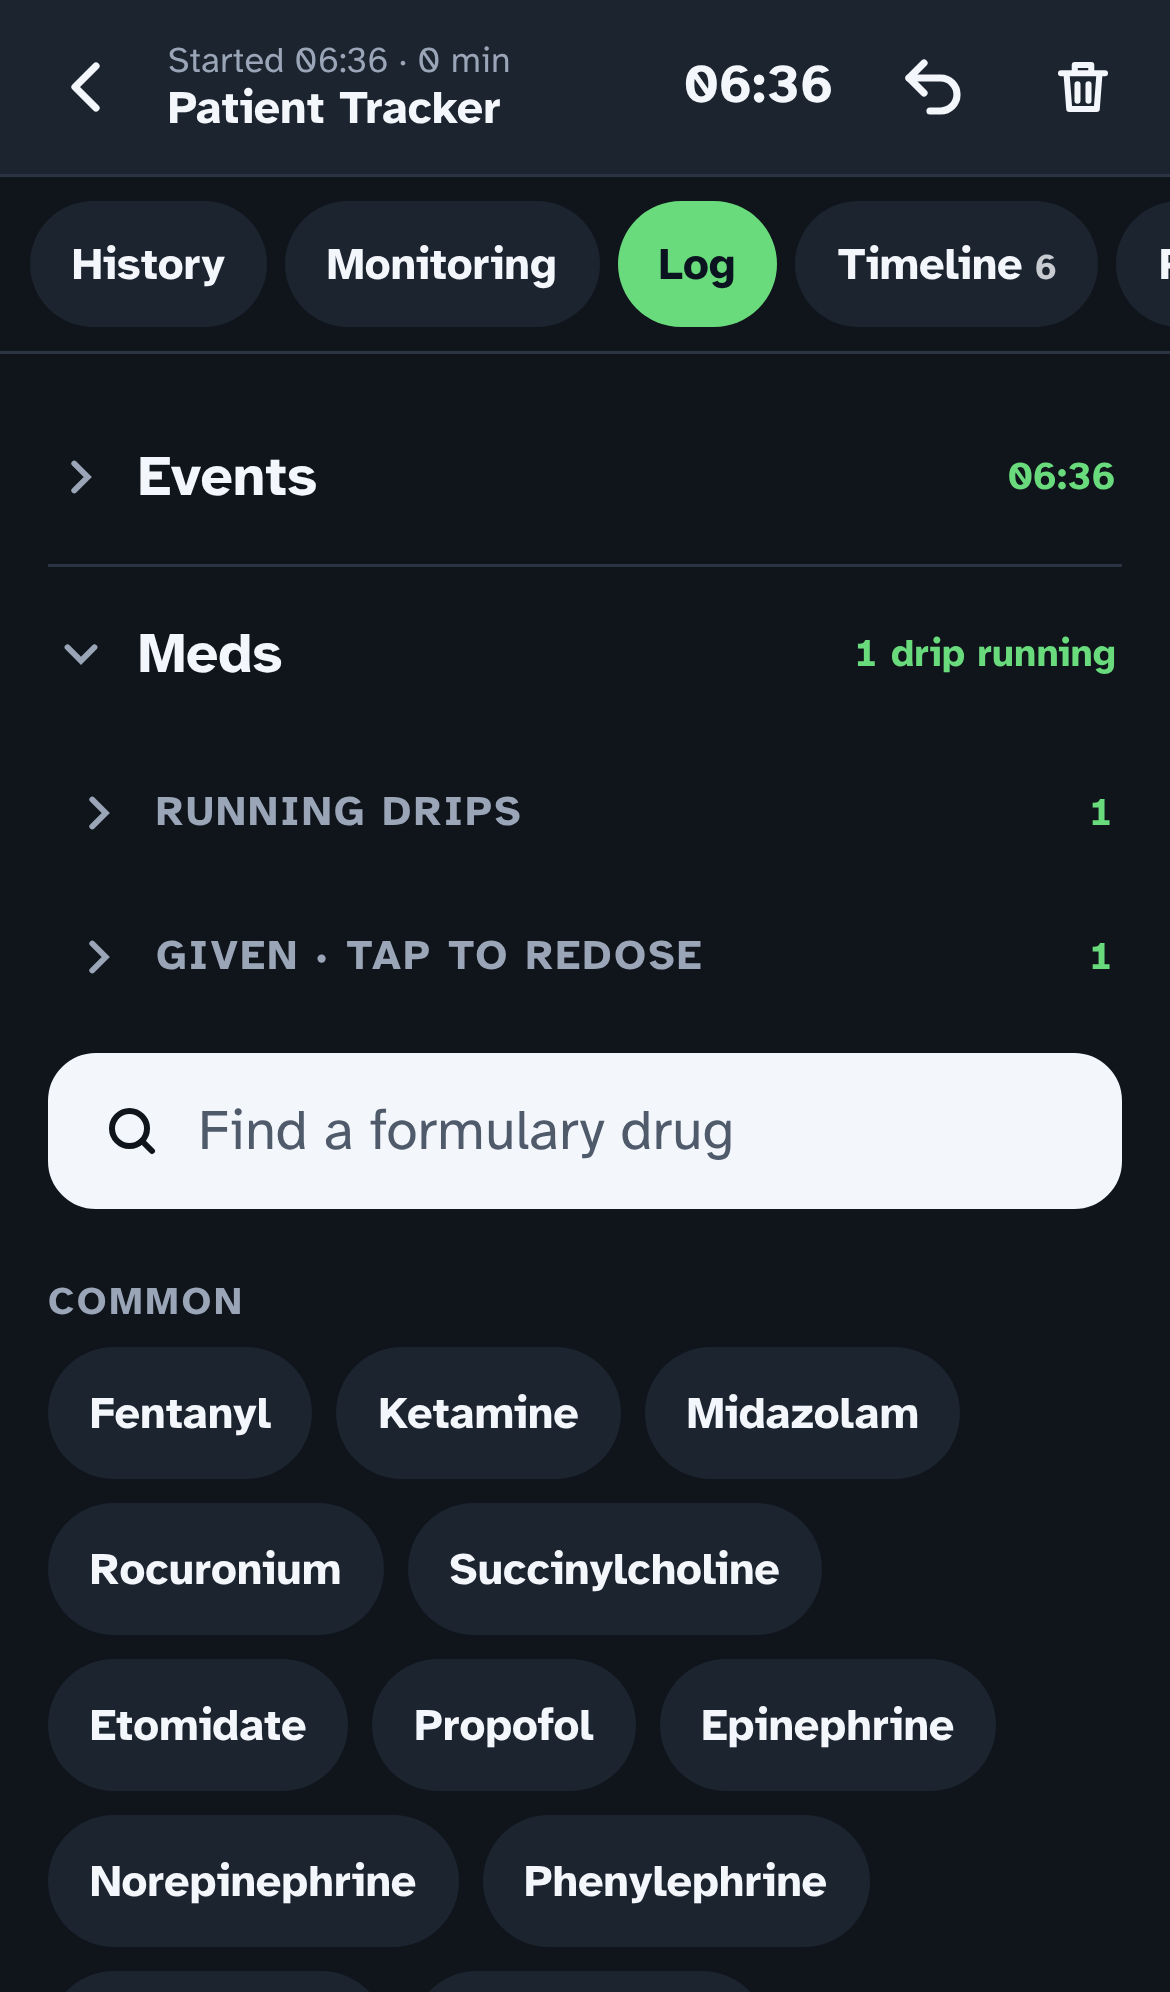 Started 06:36 · 0 min
Patient Tracker
06:36
History
Monitoring
Log
Timeline 6
Events
06:36
Meds
1 drip running
RUNNING DRIPS
1
GIVEN · TAP TO REDOSE
1
Find a formulary drug
COMMON
Fentanyl
Ketamine
Midazolam
Rocuronium
Succinylcholine
Etomidate
Propofol
Epinephrine
Norepinephrine
Phenylephrine